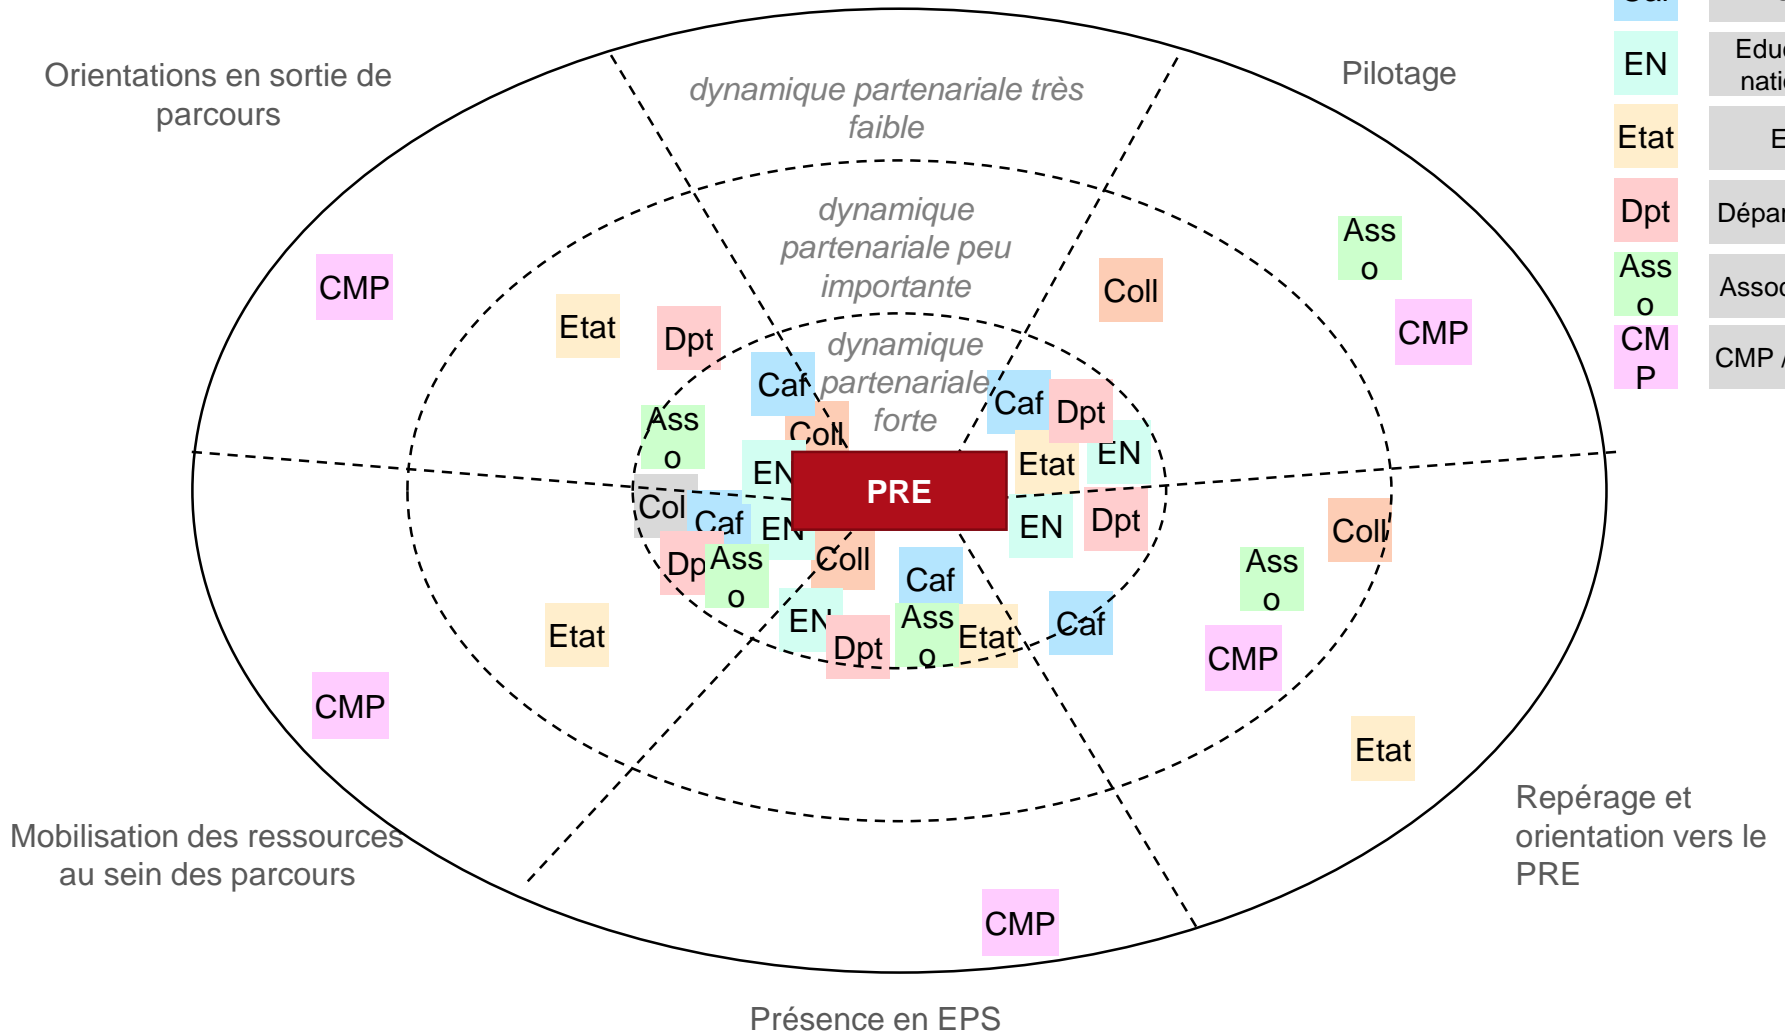 Orientations en sortie de
parcours
dynamique partenariale très
faible
Pilotage
dynamique
partenariale peu
importante
dynamique
partenariale
forte
EN
Etat
Dpt
Dépar
Ass
o
Assoc
CM
P
CMP /
CMP
Etat
Dpt
Caf
Coll
Ass
o
EN
Coll
Ass
o
CMP
Caf
Dpt
Etat
EN
PRE
Col
Caf
EN
Dp
Ass
o
Etat
CMP
EN
Dpt
Caf
Coll
Ass
o
CMP
Etat
Coll
Caf
EN
Dpt
Ass
o
Etat
CMP
Mobilisation des ressources
au sein des parcours
Repérage et
orientation vers le
PRE
Présence en EPS